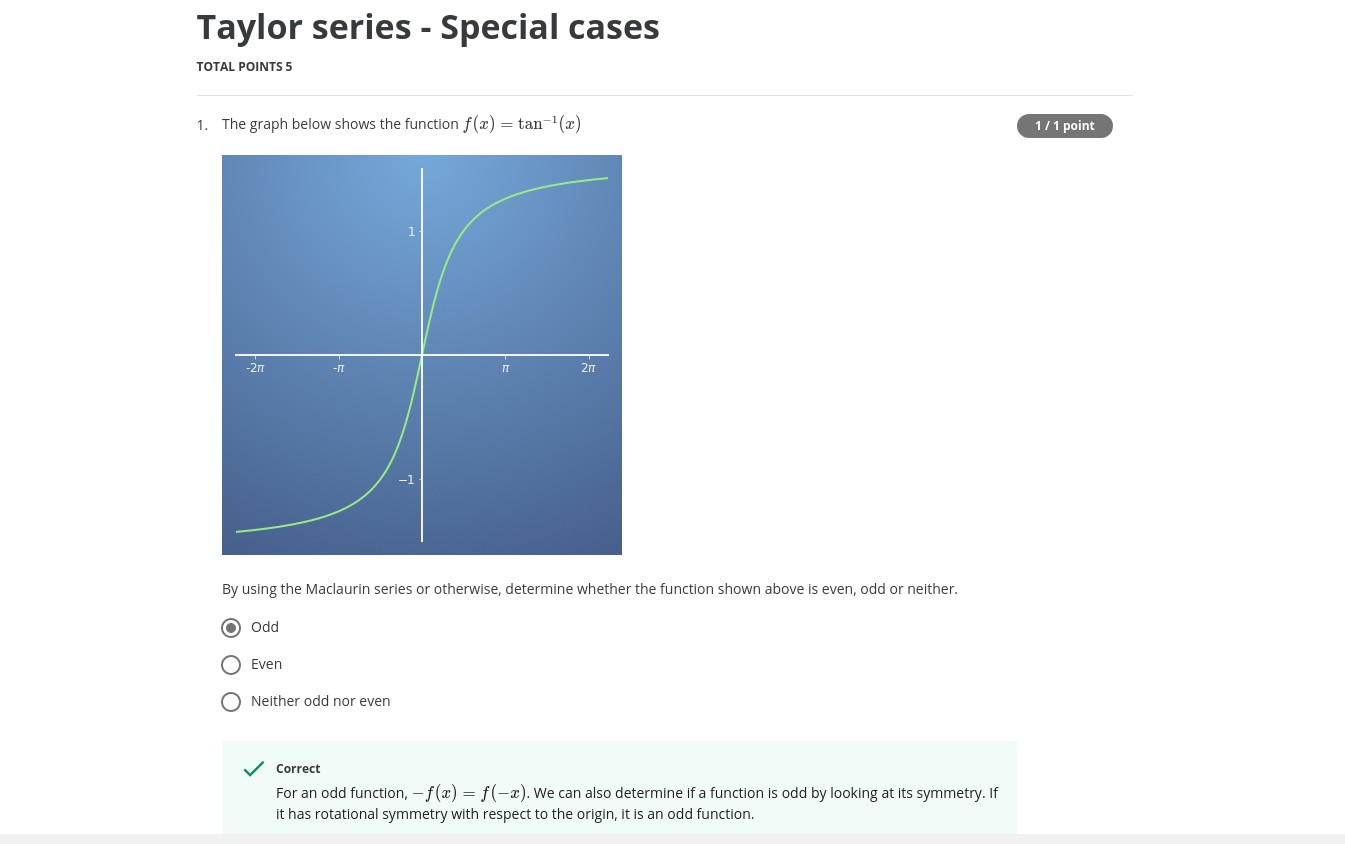 Taylor series - Special cases
TOTAL POINTS 5
1. The graph below shows the function f(x) = tan⁻¹(x)
1 / 1 point
1
-2π -π π 2π
−1
By using the Maclaurin series or otherwise, determine whether the function shown above is even, odd or neither.
Odd
Even
Neither odd nor even
Correct
For an odd function, −f(x) = f(−x). We can also determine if a function is odd by looking at its symmetry. If
it has rotational symmetry with respect to the origin, it is an odd function.